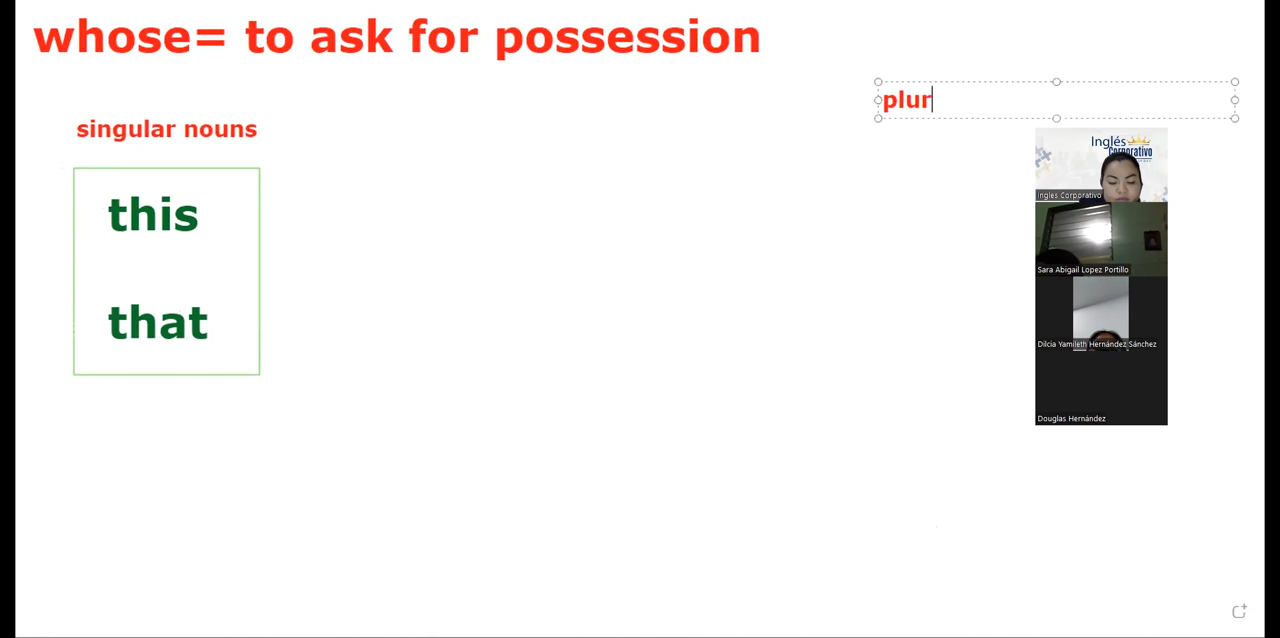 whose= to ask for possession
plur
singular nouns
this
that
Inglés
Corporativo
Ingles Corporativo
Sara Abigail Lopez Portillo
Dilcia Yamileth Hernández Sánchez
Douglas Hernández